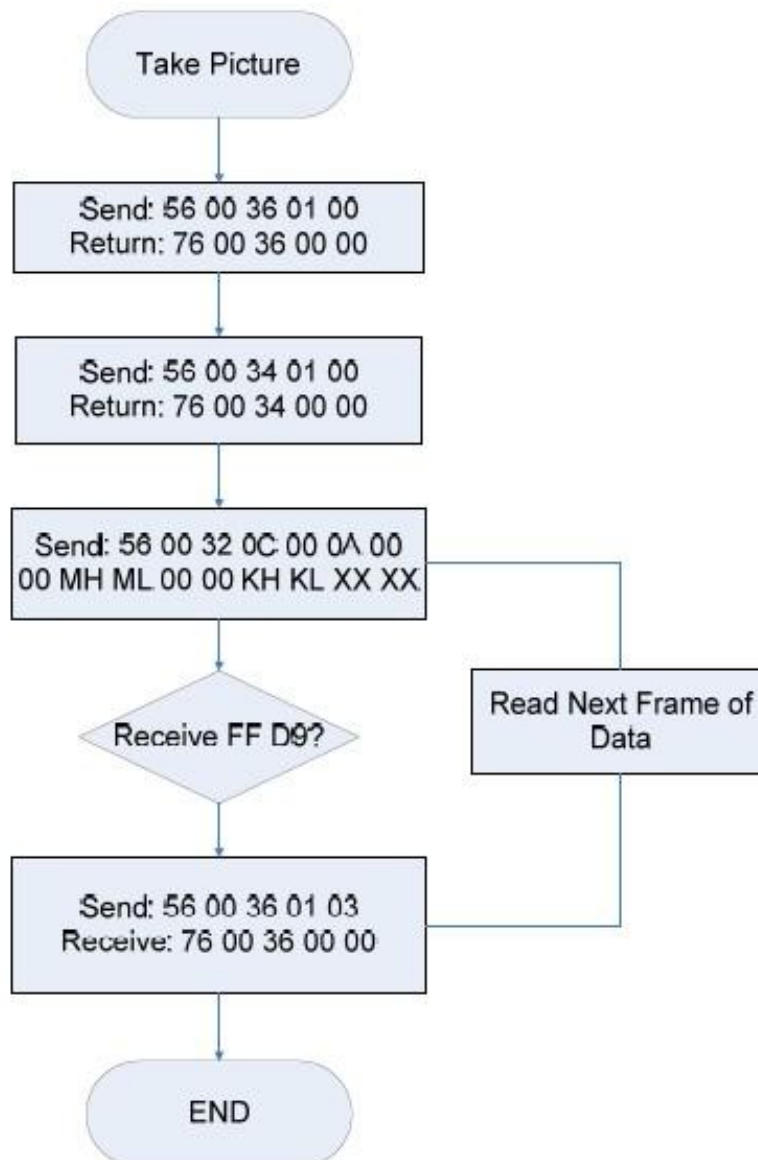 Take Picture
Send: 56 00 36 01 00
Return: 76 00 36 00 00
Send: 56 00 34 01 00
Return: 76 00 34 00 00
Send: 56 00 32 0C 00 0A 00
00 MH ML 00 00 KH KL XX XX
Receive FF D9?
Read Next Frame of
Data
Send: 56 00 36 01 03
Receive: 76 00 36 00 00
END